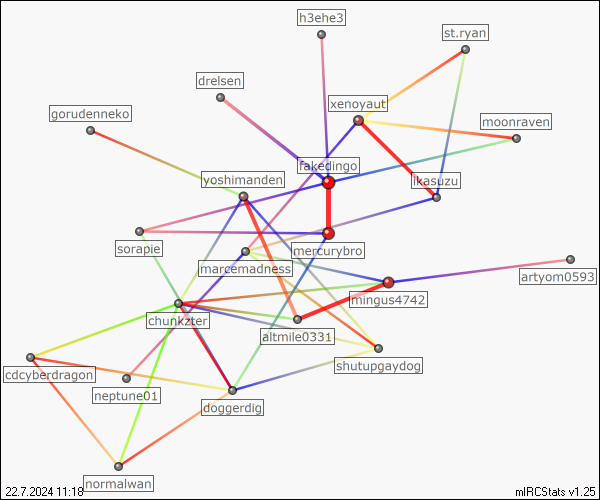 h3ehe3
st.ryan
drelsen
xenoyaut
gorudenneko
moonraven
fakedingo
yoshimanden
ikasuzu
sorapie
mercurybro
marcemadness
artyom0593
mingus4742
chunkzter
altmile0331
shutupgaydog
cdcyberdragon
neptune01
doggerdig
normalwan
22.7.2024 11:18
mIRCStats v1.25